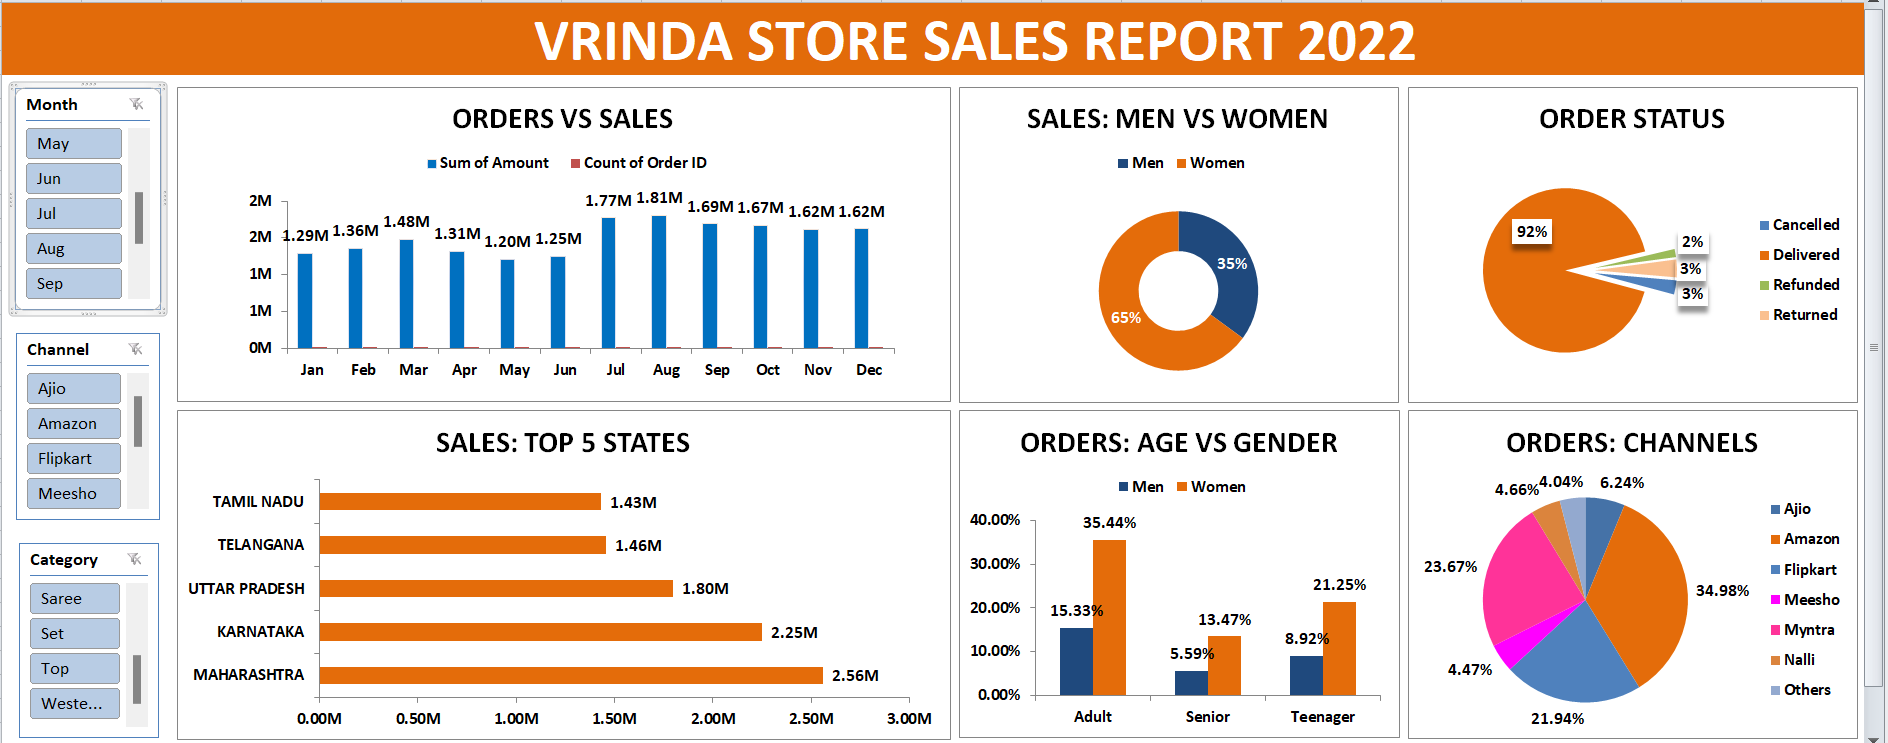 VRINDA STORE SALES REPORT 2022
Month
May
Jun
Jul
Aug
Sep
Channel
Ajio
Amazon
Flipkart
Meesho
Category
Saree
Set
Top
Weste...
ORDERS VS SALES
Sum of Amount Count of Order ID
2M
2M
1M
1M
0M
1.29M 1.36M 1.48M 1.31M 1.20M 1.25M 1.77M 1.81M 1.69M 1.67M 1.62M 1.62M
Jan Feb Mar Apr May Jun Jul Aug Sep Oct Nov Dec
SALES: MEN VS WOMEN
Men Women
35%
65%
ORDER STATUS
92%
2%
3%
3%
Cancelled
Delivered
Refunded
Returned
SALES: TOP 5 STATES
TAMIL NADU 1.43M
TELANGANA 1.46M
UTTAR PRADESH 1.80M
KARNATAKA 2.25M
MAHARASHTRA 2.56M
0.00M 0.50M 1.00M 1.50M 2.00M 2.50M 3.00M
ORDERS: AGE VS GENDER
Men Women
40.00%
30.00%
20.00%
10.00%
0.00%
15.33% 35.44%
5.59% 13.47%
8.92% 21.25%
Adult Senior Teenager
ORDERS: CHANNELS
4.66% 4.04% 6.24%
23.67%
34.98%
4.47%
21.94%
Ajio
Amazon
Flipkart
Meesho
Myntra
Nalli
Others